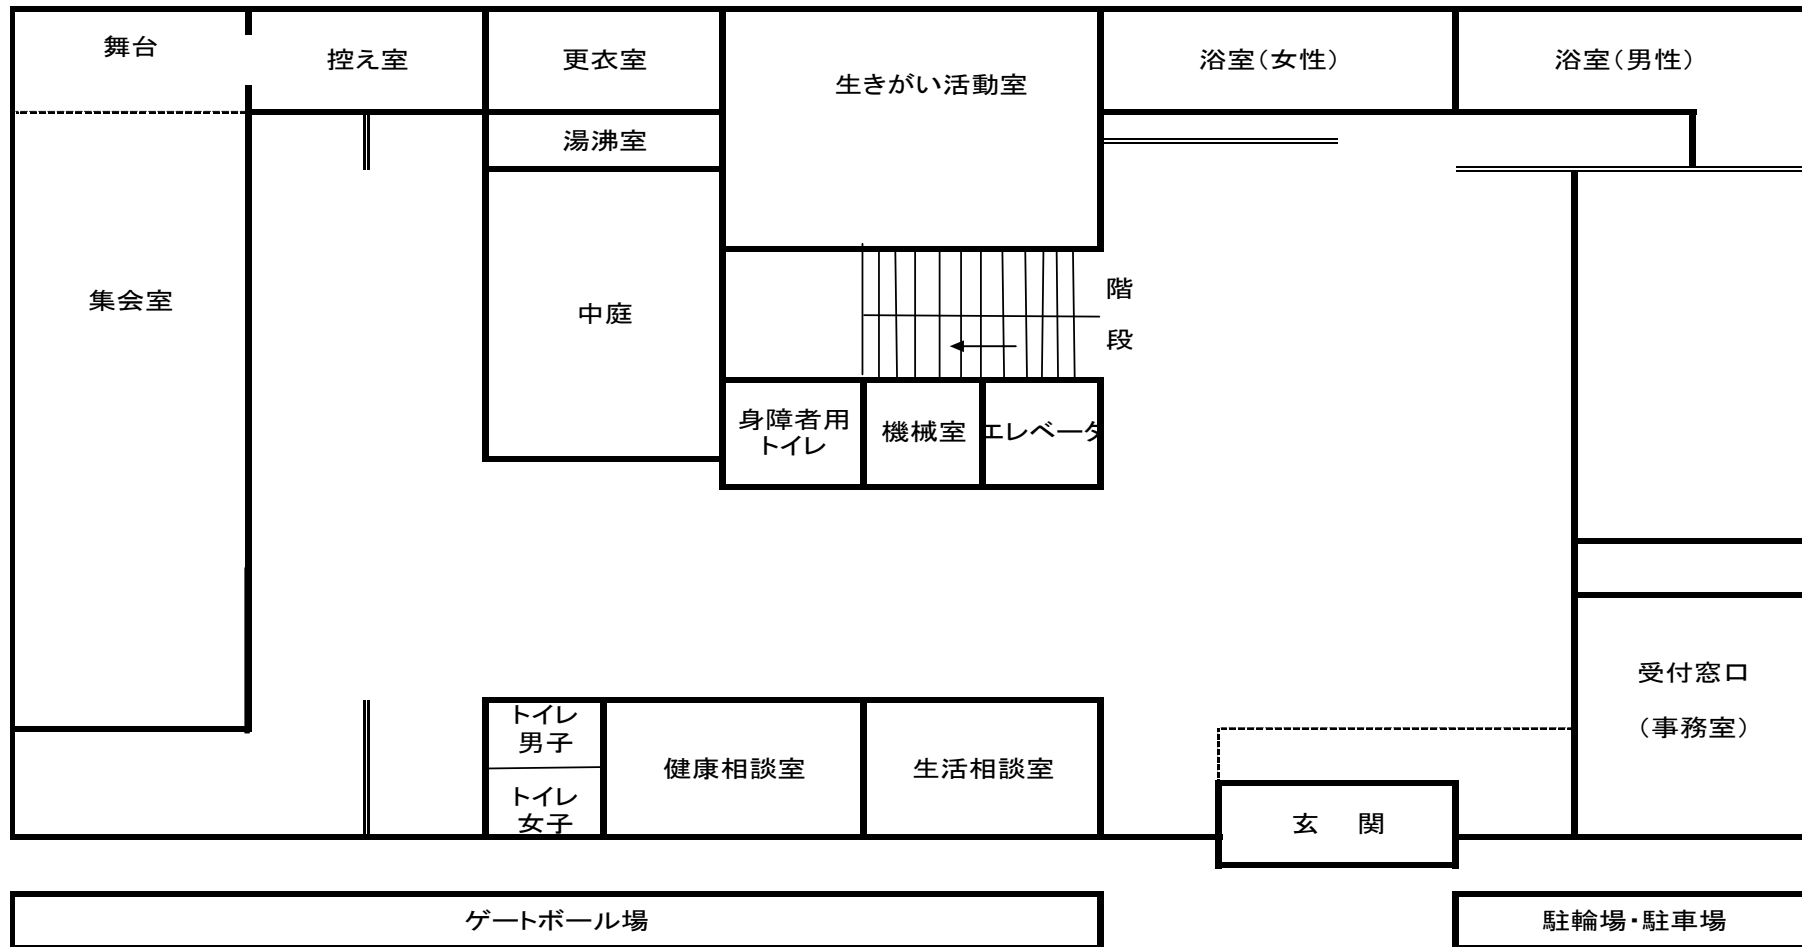 舞台
控え室
更衣室
生きがい活動室
浴室(女性)
浴室(男性)
湯沸室
集会室
中庭
階
段
身障者用
トイレ
機械室
エレベータ
受付窓口
(事務室)
トイレ
男子
トイレ
女子
健康相談室
生活相談室
玄 関
ゲートボール場
駐輪場・駐車場